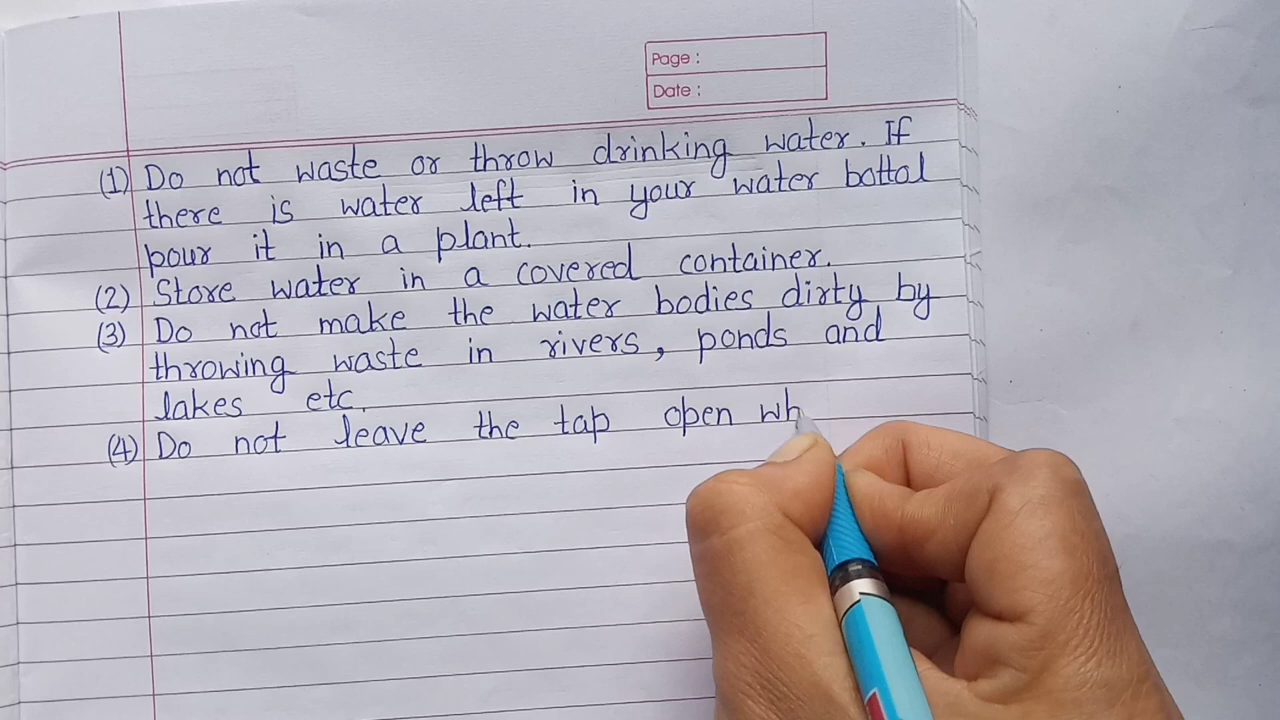 Page :
Date :
(1) Do not waste or throw drinking water. If
there is water left in your water bottal
pour it in a plant.
(2) Store water in a covered container.
(3) Do not make the water bodies dirty by
throwing waste in rivers, ponds and
lakes etc.
(4) Do not leave the tap open wh